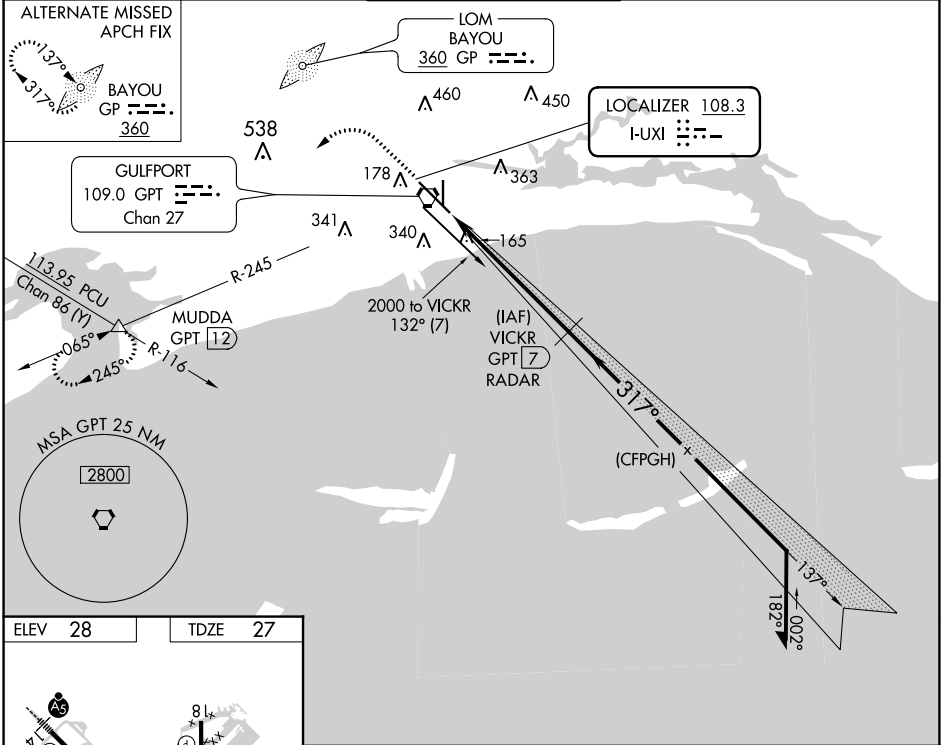 ALTERNATE MISSED
APCH FIX
137°
317°
BAYOU
GP
360
LOM
BAYOU
360 GP
460
450
LOCALIZER 108.3
I-UXI
538
GULFPORT
109.0 GPT
Chan 27
178
363
341
340
165
R-245
113.95 PCU
Chan 86 (Y)
MUDDA
GPT 12
065°
245°
R-116
2000 to VICKR
132° (7)
(IAF)
VICKR
GPT 7
RADAR
317°
(CFPGH)
x
137°
182°
002°
MSA GPT 25 NM
2800
ELEV 28
TDZE 27
A5
18